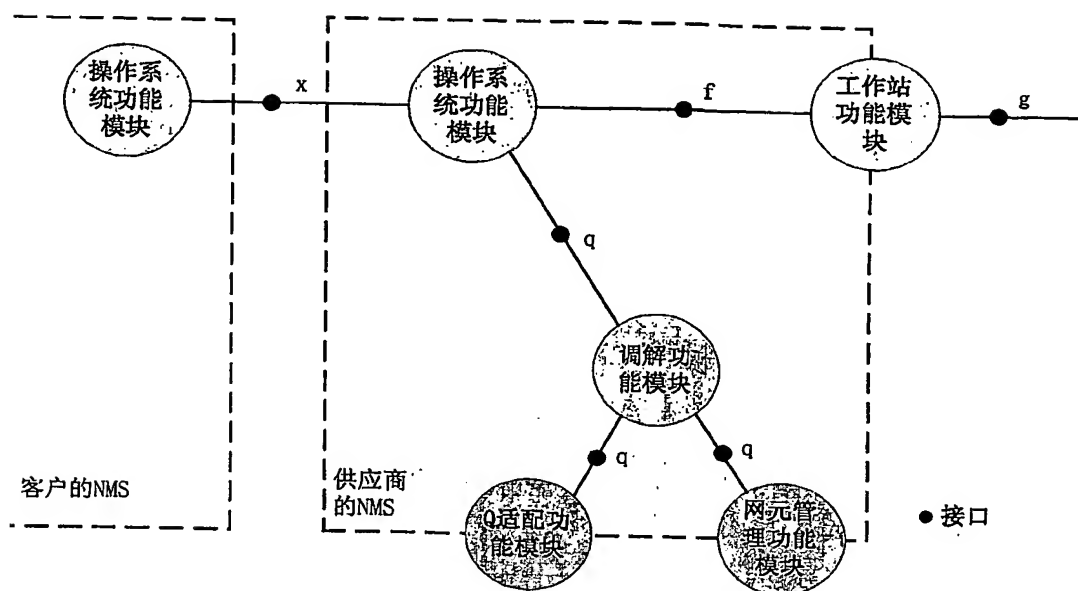 操作系
统功能
模块
x
操作系
统功能
模块
f
工作站
功能模
块
g
q
调解功
能模块
q
q
客户的NMS
供应商
的NMS
Q适配功
能模块
网元管
理功能
模块
接口